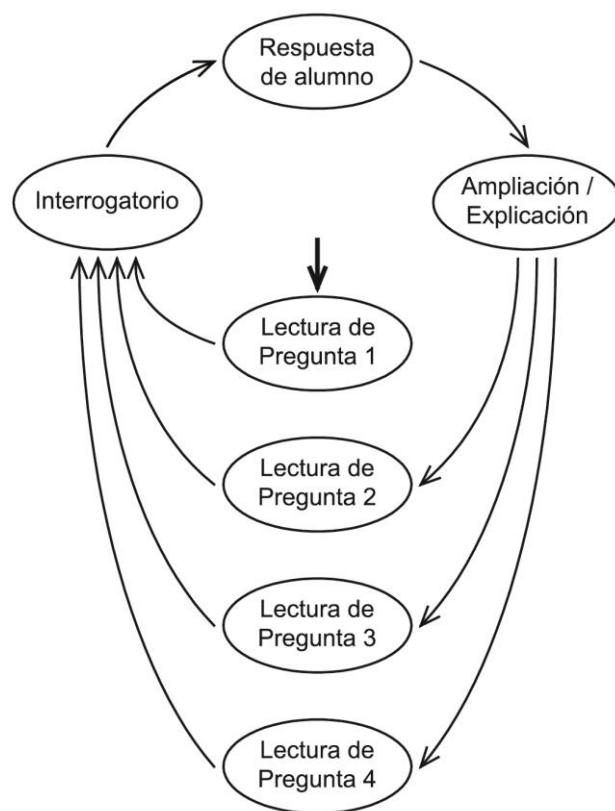 Respuesta
de alumno
Interrogatorio
Ampliación /
Explicación
Lectura de
Pregunta 1
Lectura de
Pregunta 2
Lectura de
Pregunta 3
Lectura de
Pregunta 4